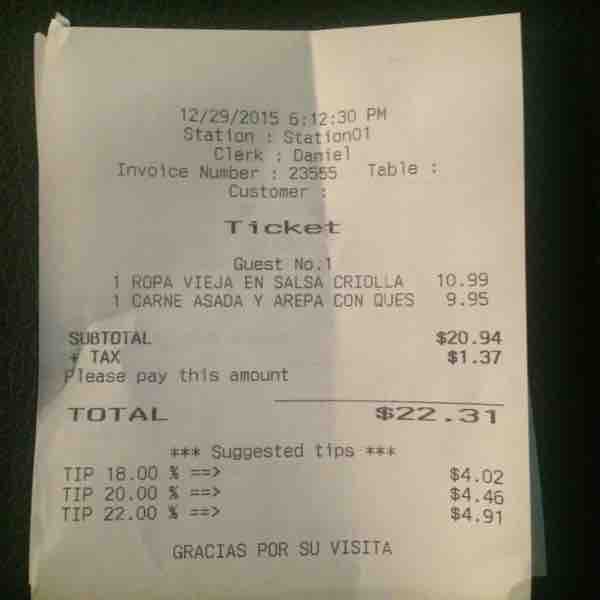 12/29/2015 6:12:30 PM
Station : Station01
Clerk : Daniel
Invoice Number : 23555 Table :
Customer :
Ticket
Guest No.1
1 ROPA VIEJA EN SALSA CRIOLLA 10.99
1 CARNE ASADA Y AREPA CON QUES 9.95
SUBTOTAL $20.94
+ TAX $1.37
Please pay this amount
TOTAL $22.31
*** Suggested tips ***
TIP 18.00 % ==> $4.02
TIP 20.00 % ==> $4.46
TIP 22.00 % ==> $4.91
GRACIAS POR SU VISITA